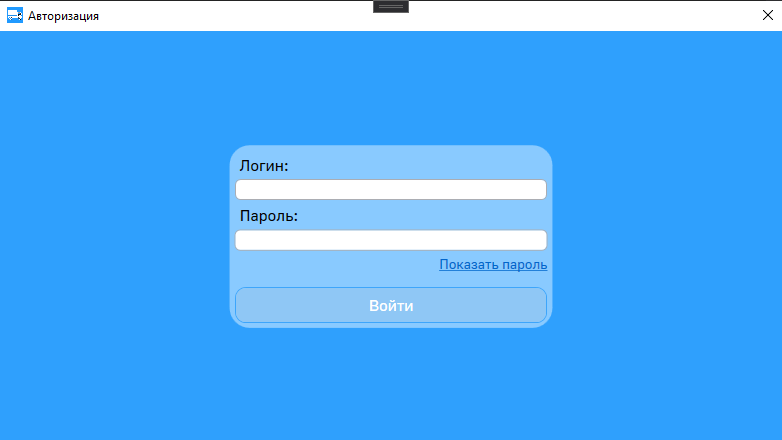 Авторизация
Логин:
Пароль:
Показать пароль
Войти